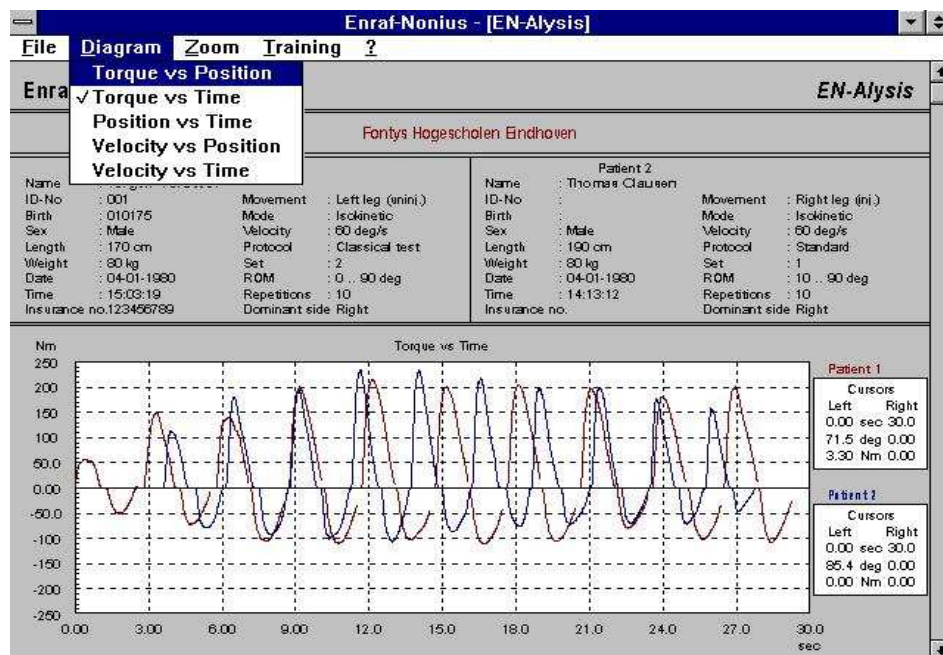 Enraf-Nonius - [EN-Alysis]
File Diagram Zoom Training ?
Torque vs Position
√ Torque vs Time
Position vs Time
Velocity vs Position
Velocity vs Time
Enra
EN-Alysis
Fontys Hogescholen Eindhoven
Name
ID-No : 001 Movement : Left leg (uninj.)
Birth : 010175 Mode : Isokinetic
Sex : Male Velocity : 60 deg/s
Length : 170 cm Protocol : Classical test
Weight : 80 kg Set : 2
Date : 04-01-1980 ROM : 0 .. 90 deg
Time : 15:03:19 Repetitions : 10
Insurance no.123456789 Dominant side Right
Patient 2
Name : Thomas Clausen
ID-No : Movement : Right leg (inj.)
Birth : Mode : Isokinetic
Sex : Male Velocity : 60 deg/s
Length : 190 cm Protocol : Standard
Weight : 80 kg Set : 1
Date : 04-01-1980 ROM : 10 .. 90 deg
Time : 14:13:12 Repetitions : 10
Insurance no. Dominant side Right
Nm Torque vs Time
250
200
150
100
50.0
0.00
-50.0
-100
-150
-200
-250
0.00 3.00 6.00 9.00 12.0 15.0 18.0 21.0 24.0 27.0 30.0
sec
Patient 1
Cursors
Left Right
0.00 sec 30.0
71.5 deg 0.00
3.30 Nm 0.00
Patient 2
Cursors
Left Right
0.00 sec 30.0
85.4 deg 0.00
0.00 Nm 0.00